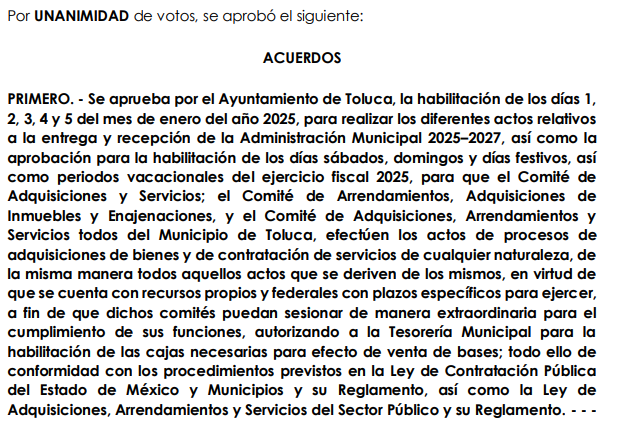 Por UNANIMIDAD de votos, se aprobó el siguiente:
ACUERDOS
PRIMERO. - Se aprueba por el Ayuntamiento de Toluca, la habilitación de los días 1,
2, 3, 4 y 5 del mes de enero del año 2025, para realizar los diferentes actos relativos
a la entrega y recepción de la Administración Municipal 2025–2027, así como la
aprobación para la habilitación de los días sábados, domingos y días festivos, así
como periodos vacacionales del ejercicio fiscal 2025, para que el Comité de
Adquisiciones y Servicios; el Comité de Arrendamientos, Adquisiciones de
Inmuebles y Enajenaciones, y el Comité de Adquisiciones, Arrendamientos y
Servicios todos del Municipio de Toluca, efectúen los actos de procesos de
adquisiciones de bienes y de contratación de servicios de cualquier naturaleza, de
la misma manera todos aquellos actos que se deriven de los mismos, en virtud de
que se cuenta con recursos propios y federales con plazos específicos para ejercer,
a fin de que dichos comités puedan sesionar de manera extraordinaria para el
cumplimiento de sus funciones, autorizando a la Tesorería Municipal para la
habilitación de las cajas necesarias para efecto de venta de bases; todo ello de
conformidad con los procedimientos previstos en la Ley de Contratación Pública
del Estado de México y Municipios y su Reglamento, así como la Ley de
Adquisiciones, Arrendamientos y Servicios del Sector Público y su Reglamento. - - -